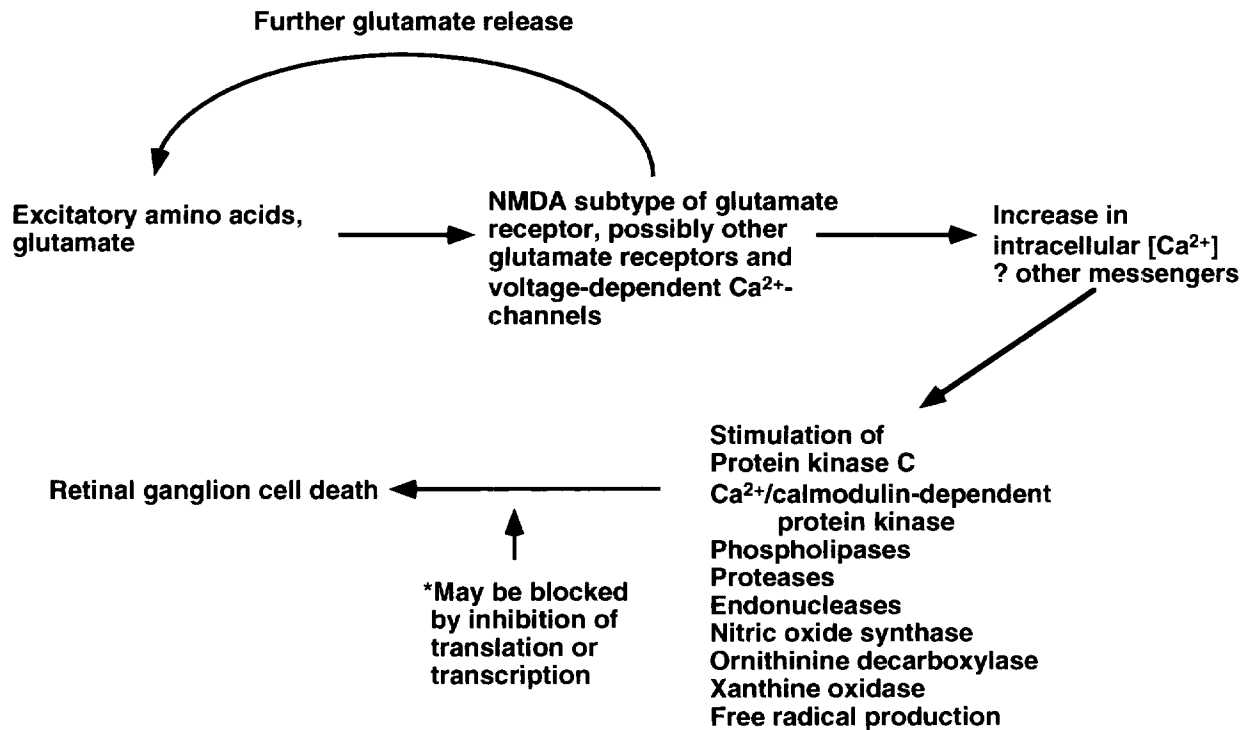 Further glutamate release
Excitatory amino acids,
glutamate
NMDA subtype of glutamate
receptor, possibly other
glutamate receptors and
voltage-dependent Ca²⁺-
channels
Increase in
intracellular [Ca²⁺]
? other messengers
Stimulation of
Protein kinase C
Ca²⁺/calmodulin-dependent
protein kinase
Phospholipases
Proteases
Endonucleases
Nitric oxide synthase
Ornithinine decarboxylase
Xanthine oxidase
Free radical production
Retinal ganglion cell death
*May be blocked
by inhibition of
translation or
transcription